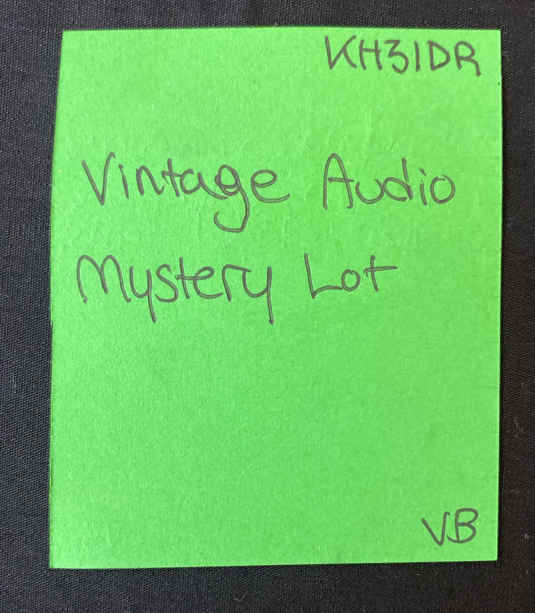 KH31DR
Vintage Audio
Mystery Lot
VB